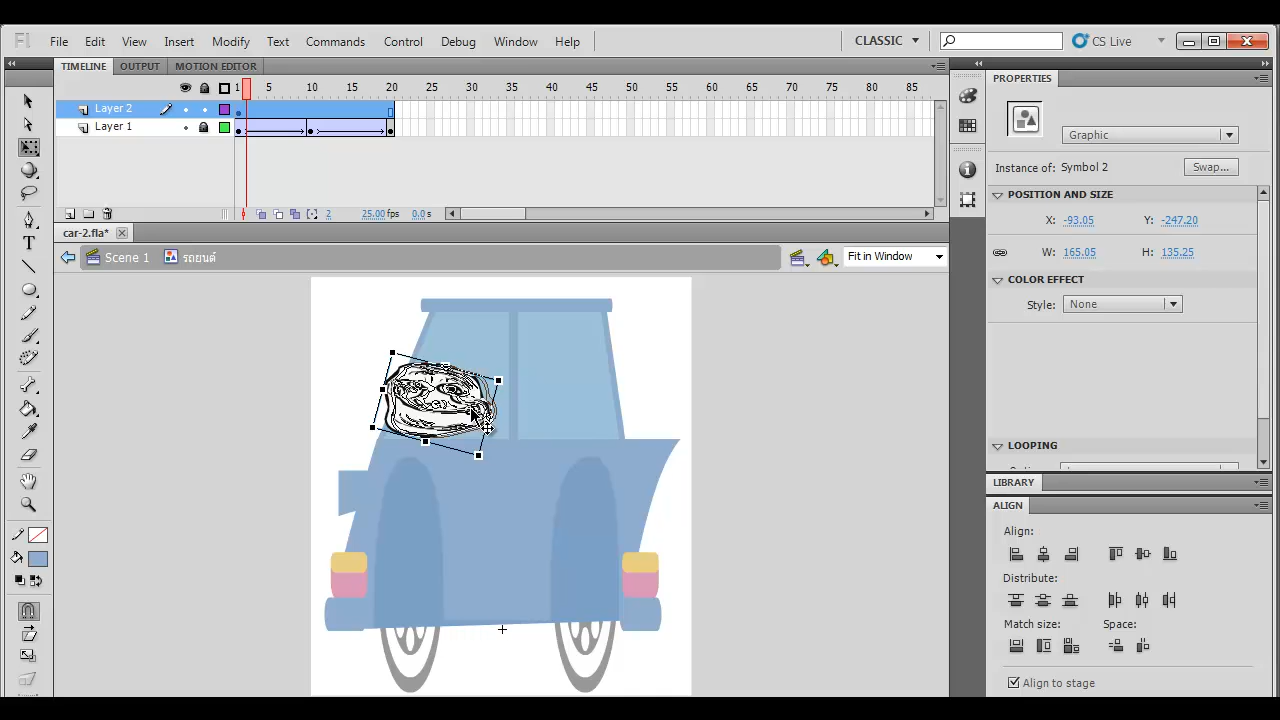 Fl File Edit View Insert Modify Text Commands Control Debug Window Help CLASSIC CS Live
TIMELINE OUTPUT MOTION EDITOR
1 5 10 15 20 25 30 35 40 45 50 55 60 65 70 75 80 85
Layer 2
Layer 1
2 25.00 fps 0.0 s
car-2.fla*
Scene 1 รถยนต์ Fit in Window
PROPERTIES
Graphic
Instance of: Symbol 2 Swap...
POSITION AND SIZE
X: -93.05 Y: -247.20
W: 165.05 H: 135.25
COLOR EFFECT
Style: None
LOOPING
LIBRARY
ALIGN
Align:
Distribute:
Match size: Space:
Align to stage